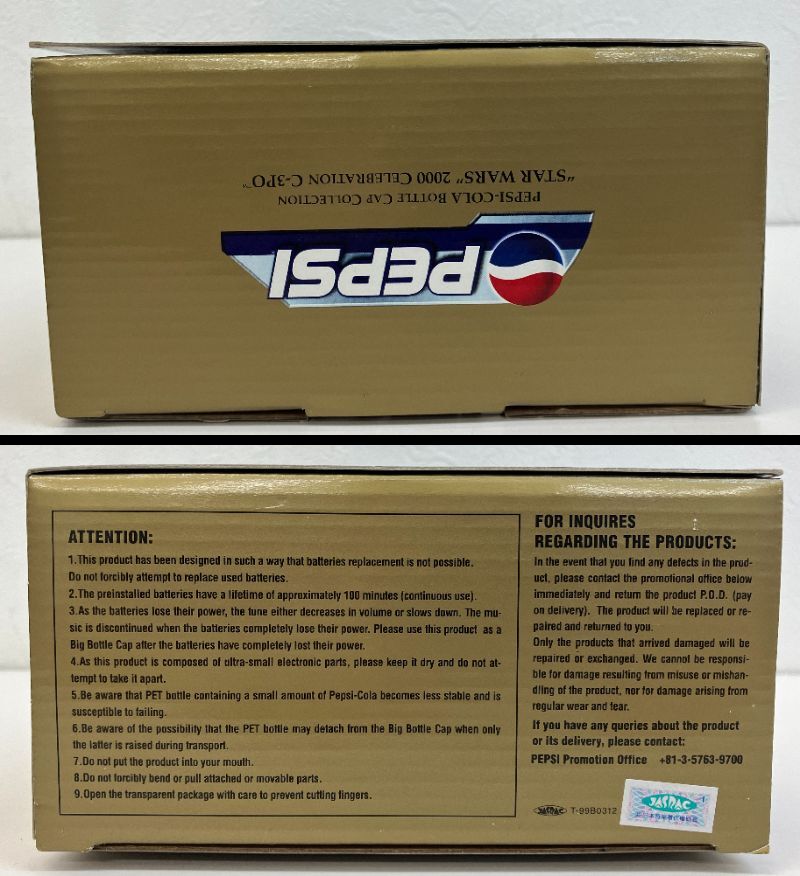 "STAR WARS" 2000 CELEBRATION C-3PO™
PEPSI-COLA BOTTLE CAP COLLECTION
PEPSI
ATTENTION:
1.This product has been designed in such a way that batteries replacement is not possible.
Do not forcibly attempt to replace used batteries.
2.The preinstalled batteries have a lifetime of approximately 100 minutes (continuous use).
3.As the batteries lose their power, the tune either decreases in volume or slows down. The mu-
sic is discontinued when the batteries completely lose their power. Please use this product as a
Big Bottle Cap after the batteries have completely lost their power.
4.As this product is composed of ultra-small electronic parts, please keep it dry and do not at-
tempt to take it apart.
5.Be aware that PET bottle containing a small amount of Pepsi-Cola becomes less stable and is
susceptible to falling.
6.Be aware of the possibility that the PET bottle may detach from the Big Bottle Cap when only
the latter is raised during transport.
7.Do not put the product into your mouth.
8.Do not forcibly bend or pull attached or movable parts.
9.Open the transparent package with care to prevent cutting fingers.
FOR INQUIRES
REGARDING THE PRODUCTS:
In the event that you find any defects in the prod-
uct, please contact the promotional office below
immediately and return the product P.O.D. (pay
on delivery). The product will be replaced or re-
paired and returned to you.
Only the products that arrived damaged will be
repaired or exchanged. We cannot be responsi-
ble for damage resulting from misuse or mishan-
dling of the product, nor for damage arising from
regular wear and tear.
If you have any queries about the product
or its delivery, please contact:
PEPSI Promotion Office +81-3-5763-9700
JASRAC T-99B0312
JASRAC